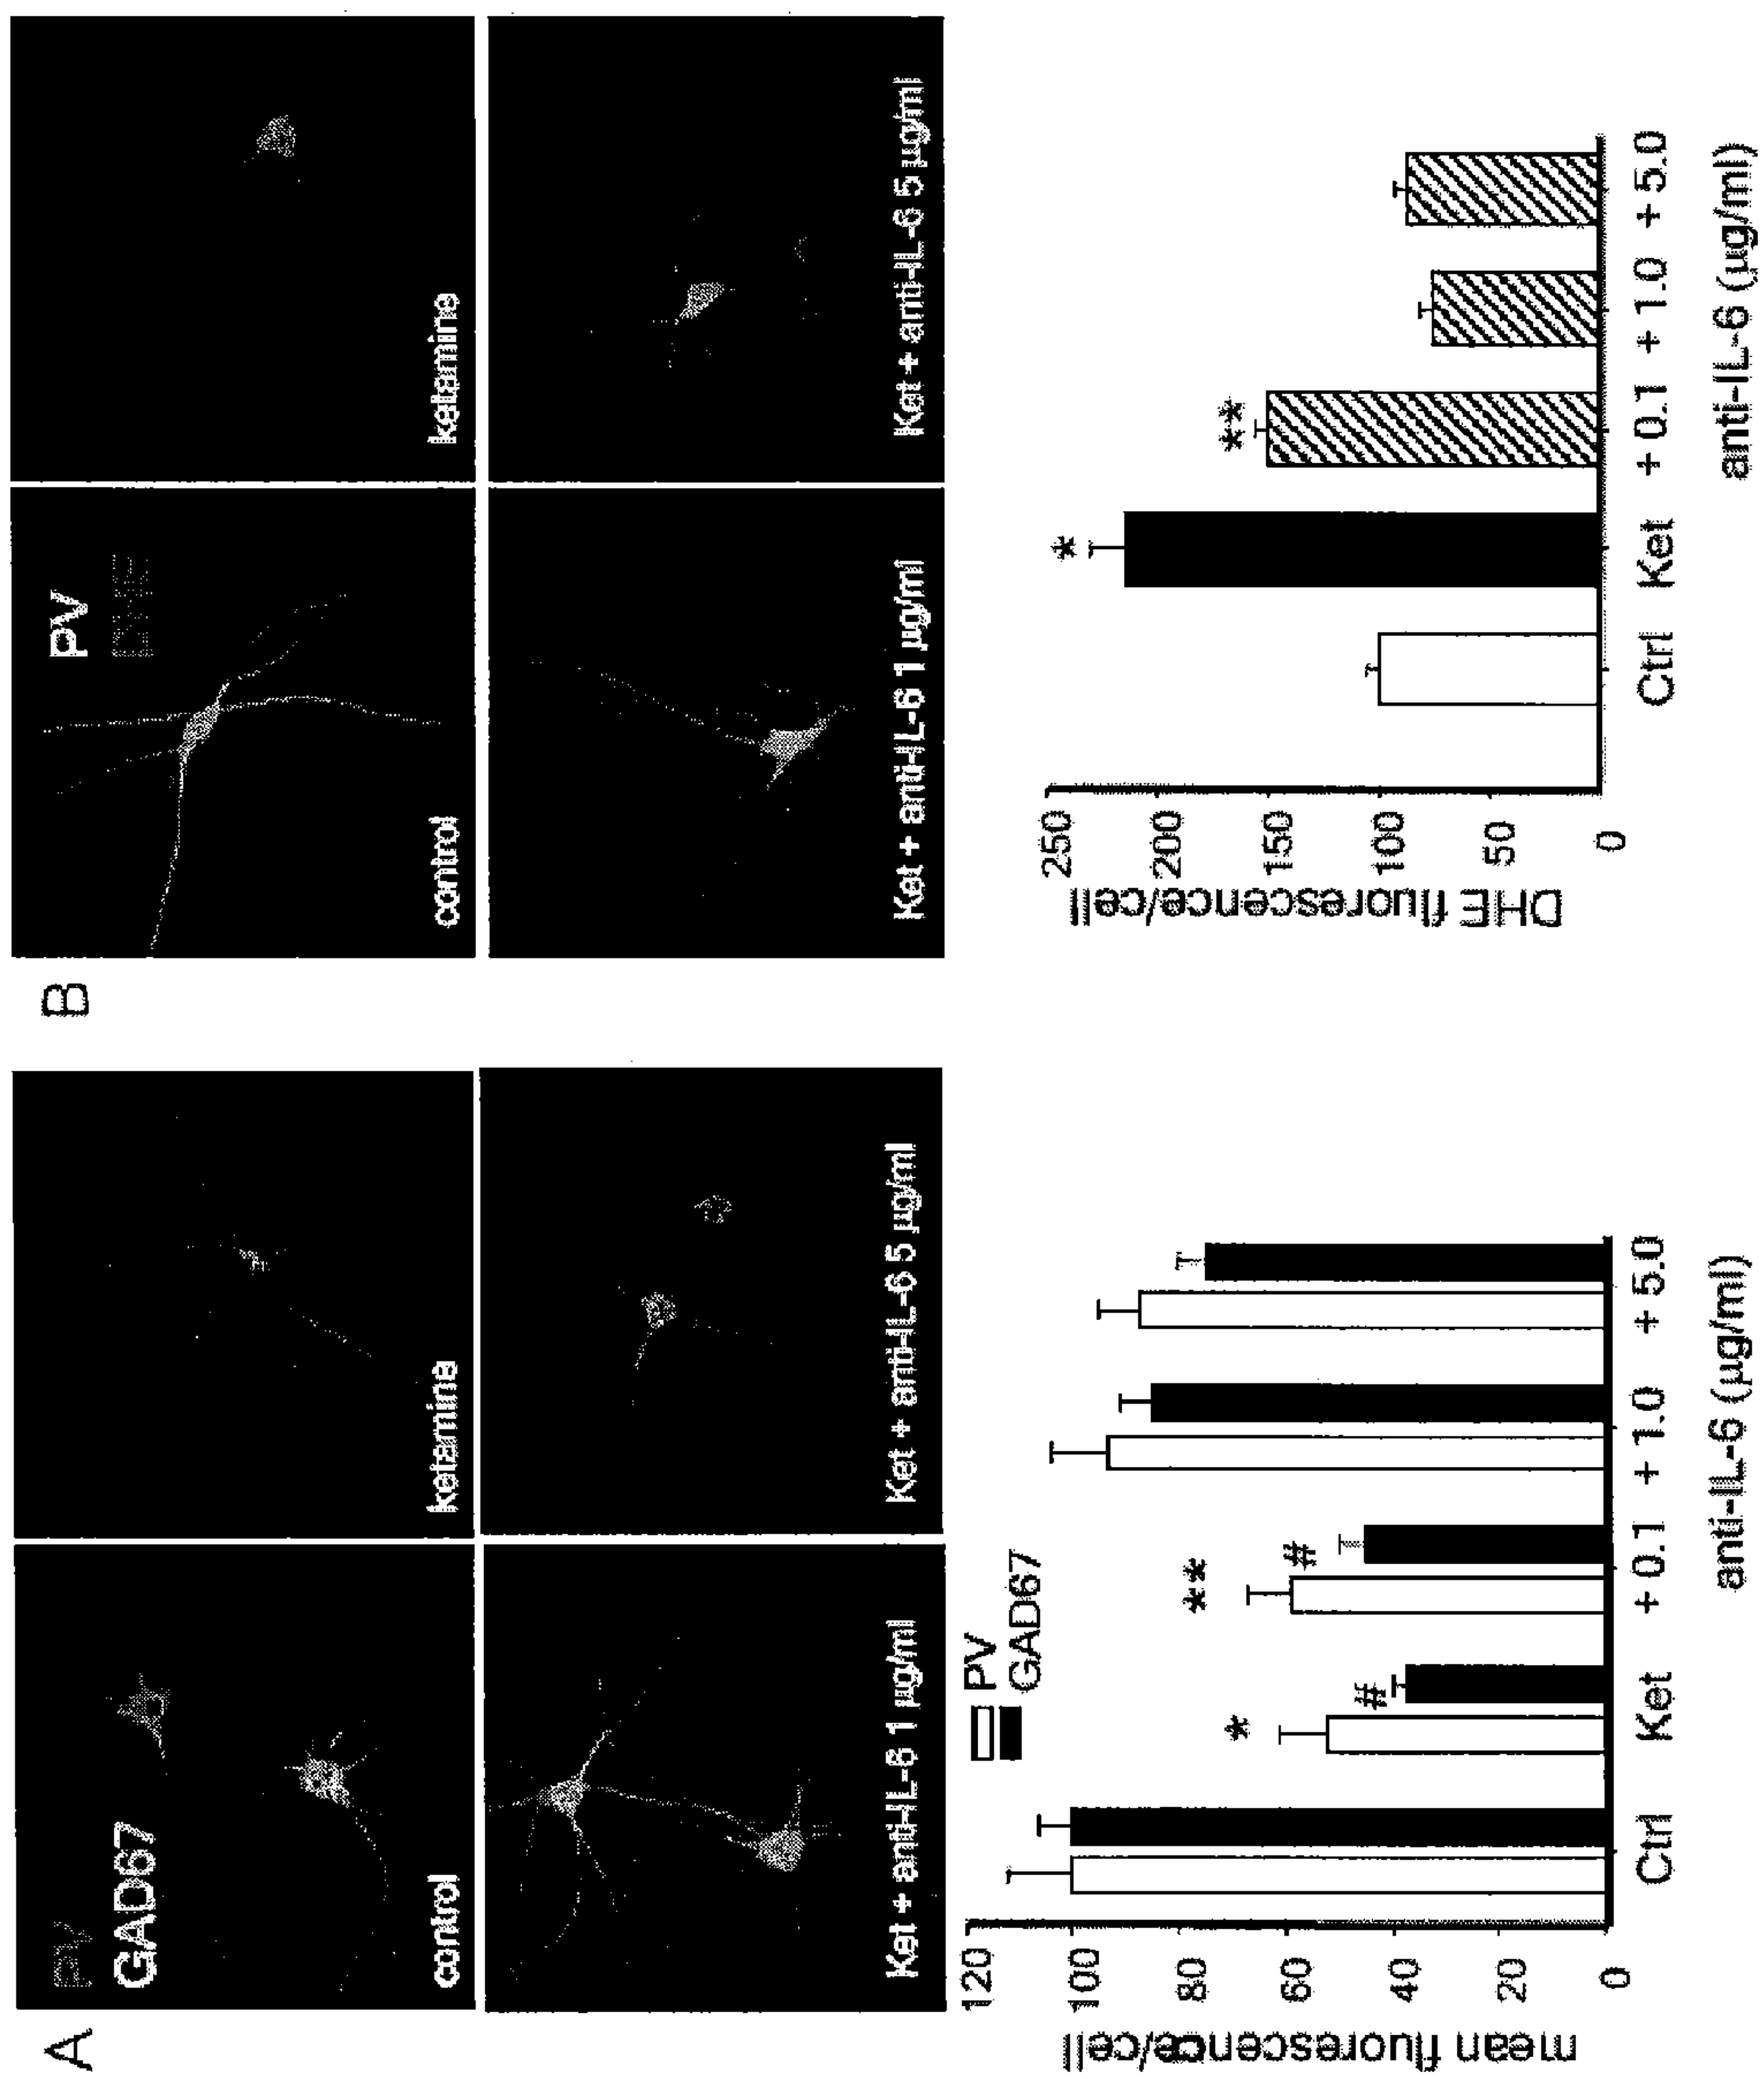 A
PV
GAD67
control
ketamine
Ket + anti-IL-6 1 µg/ml
Ket + anti-IL-6 5 µg/ml
mean fluorescence/cell
120
100
80
60
40
20
0
PV
GAD67
*
#
**
#
Ctrl Ket + 0.1 + 1.0 + 5.0
anti-IL-6 (µg/ml)
B
PV
DHE
control
ketamine
Ket + anti-IL-6 1 µg/ml
Ket + anti-IL-6 5 µg/ml
DHE fluorescence/cell
250
200
150
100
50
0
*
**
Ctrl Ket + 0.1 + 1.0 + 5.0
anti-IL-6 (µg/ml)